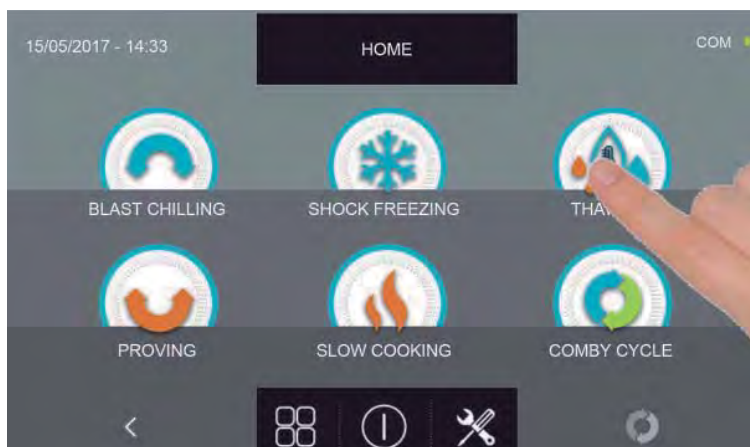 15/05/2017 - 14:33
HOME
COM
BLAST CHILLING
SHOCK FREEZING
PROVING
SLOW COOKING
COMBY CYCLE